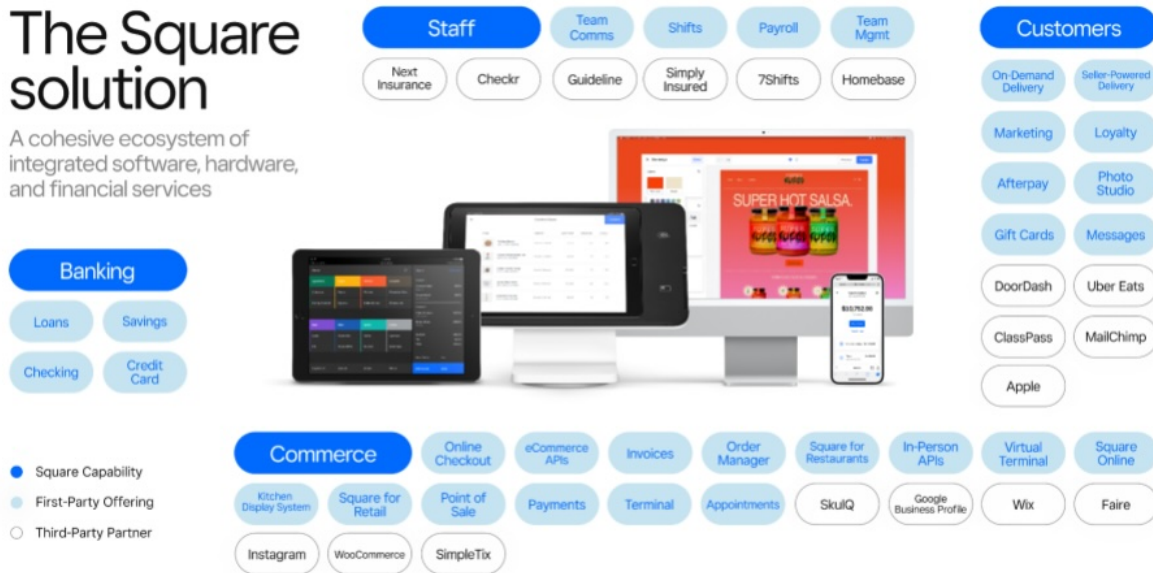 The Square
solution
A cohesive ecosystem of
integrated software, hardware,
and financial services
Staff
Team
Comms
Shifts
Payroll
Team
Mgmt
Next
Insurance
Checkr
Guideline
Simply
Insured
7Shifts
Homebase
Customers
On-Demand
Delivery
Seller-Powered
Delivery
Marketing
Loyalty
Afterpay
Photo
Studio
Gift Cards
Messages
DoorDash
Uber Eats
ClassPass
MailChimp
Apple
Banking
Loans
Savings
Checking
Credit
Card
SUPER HOT SALSA.
Commerce
Online
Checkout
eCommerce
APIs
Invoices
Order
Manager
Square for
Restaurants
In-Person
APIs
Virtual
Terminal
Square
Online
Kitchen
Display System
Square for
Retail
Point of
Sale
Payments
Terminal
Appointments
SkuIQ
Google
Business Profile
Wix
Faire
Instagram
WooCommerce
SimpleTix
Square Capability
First-Party Offering
Third-Party Partner